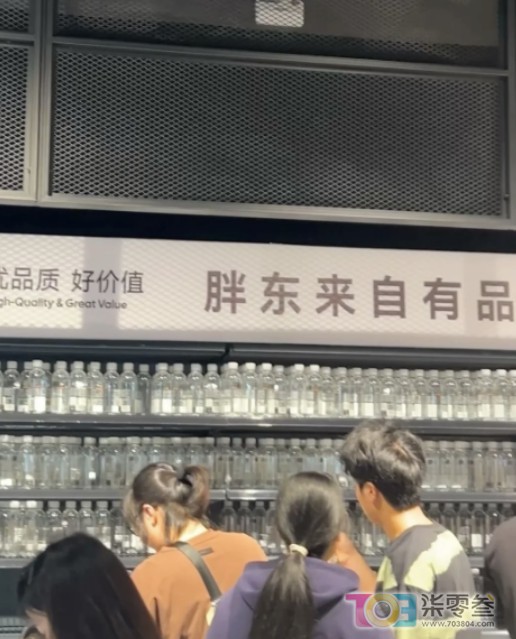 优品质 好价值
gh-Quality & Great Value
胖东来自有品
柒零叁
www.703804.com